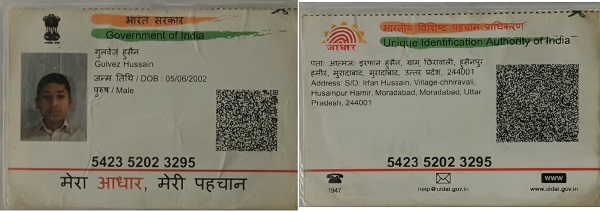 भारत सरकार
Government of India
गुलवेज़ हुसैन
Gulvez Hussain
जन्म तिथि / DOB : 05/06/2002
पुरुष / Male
5423 5202 3295
मेरा आधार, मेरी पहचान
भारतीय विशिष्ट पहचान प्राधिकरण
Unique Identification Authority of India
आधार
पता: आत्मज: इरफान हुसैन, ग्राम छिरावली, हुसैनपुर
हमीर, मुरादाबाद, मुरादाबाद, उत्तर प्रदेश, 244001
Address: S/O: Irfan Hussain, Village-chhiravali,
Husainpur Hamir, Moradabad, Moradabad, Uttar
Pradesh, 244001
5423 5202 3295
1947
help@uidai.gov.in
www
www.uidai.gov.in